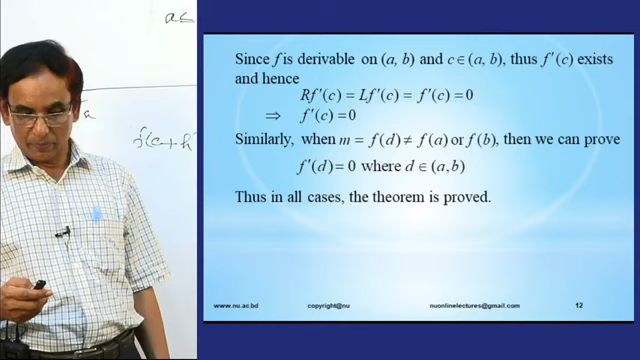 a ≤
a
f(c+h
Since f is derivable on (a, b) and c ∈ (a, b), thus f′(c) exists
and hence
Rf′(c) = Lf′(c) = f′(c) = 0
⇒ f′(c) = 0
Similarly, when m = f(d) ≠ f(a) or f(b), then we can prove
f′(d) = 0 where d ∈ (a, b)
Thus in all cases, the theorem is proved.
www.nu.ac.bd copyright@nu nuonlinelectures@gmail.com 12